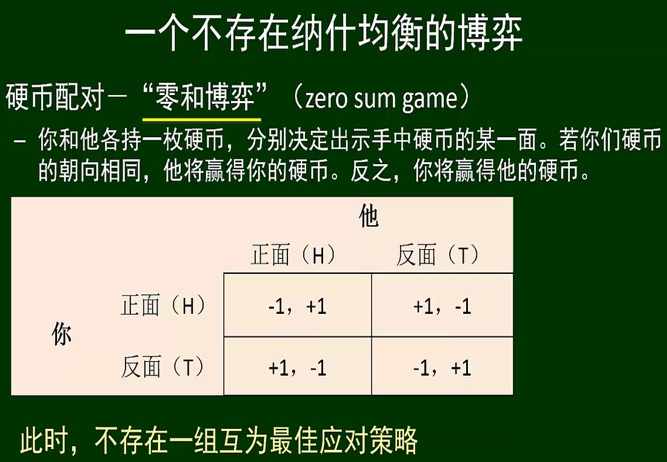 一个不存在纳什均衡的博弈
硬币配对－“零和博弈”（zero sum game）
– 你和他各持一枚硬币，分别决定出示手中硬币的某一面。若你们硬币
的朝向相同，他将赢得你的硬币。反之，你将赢得他的硬币。
他
正面（H） 反面（T）
正面（H） -1，+1 +1，-1
你
反面（T） +1，-1 -1，+1
此时，不存在一组互为最佳应对策略